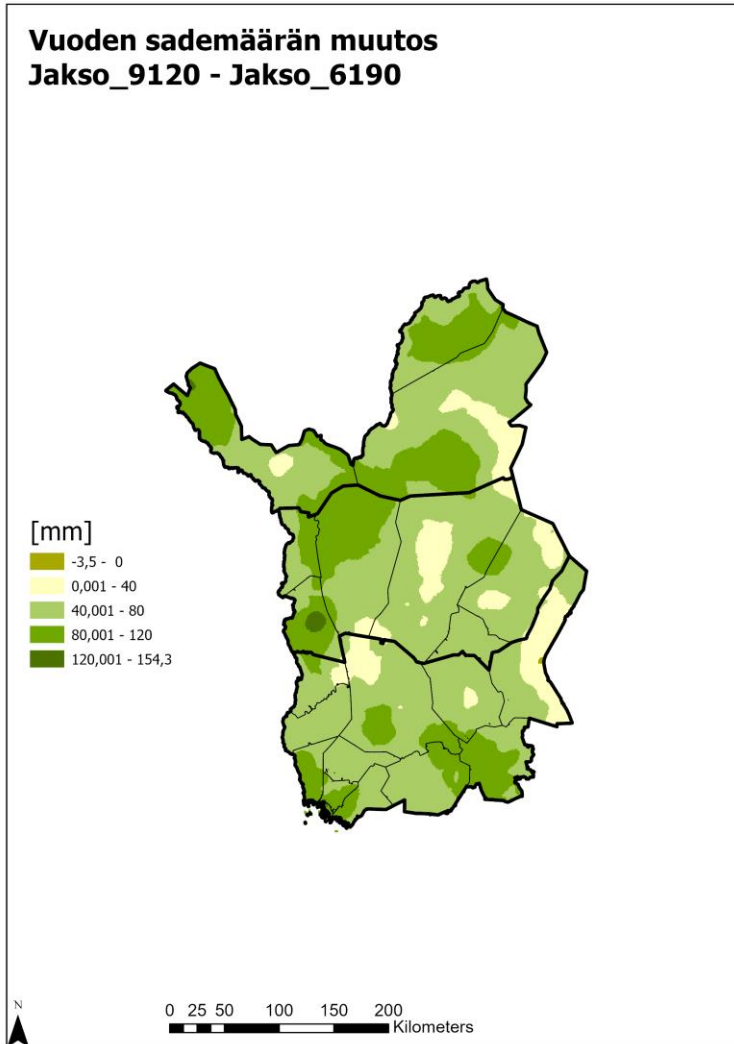 Vuoden sademäärän muutos
Jakso_9120 - Jakso_6190
[mm]
-3,5 - 0
0,001 - 40
40,001 - 80
80,001 - 120
120,001 - 154,3
N
0 25 50 100 150 200
Kilometers